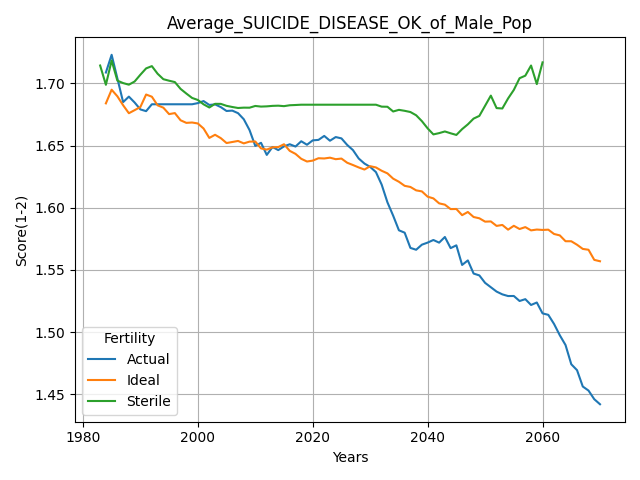 Average_SUICIDE_DISEASE_OK_of_Male_Pop
1.70
1.65
1.60
1.55
1.50
1.45
Score(1-2)
Fertility
Actual
Ideal
Sterile
1980
2000
2020
2040
2060
Years